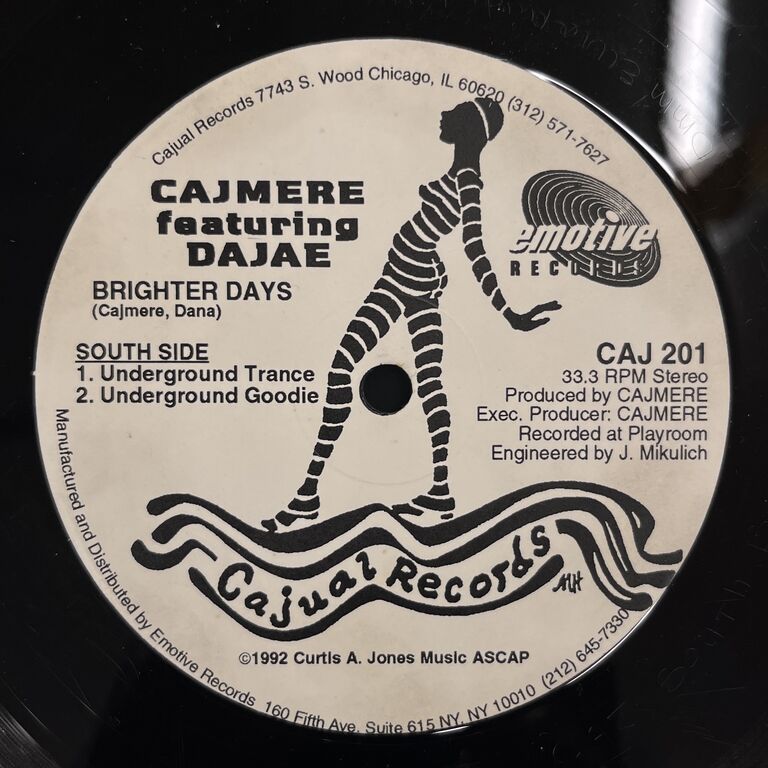 Cajual Records 7743 S. Wood Chicago, IL 60620 (312) 571-7627
CAJMERE
featuring
DAJAE
BRIGHTER DAYS
(Cajmere, Dana)
emotive
RECORDS
SOUTH SIDE
1. Underground Trance
2. Underground Goodie
CAJ 201
33.3 RPM Stereo
Produced by CAJMERE
Exec. Producer: CAJMERE
Recorded at Playroom
Engineered by J. Mikulich
Cajual Records
MH
©1992 Curtis A. Jones Music ASCAP
Manufactured and Distributed by Emotive Records 160 Fifth Ave. Suite 615 NY, NY 10010 (212) 645-7330